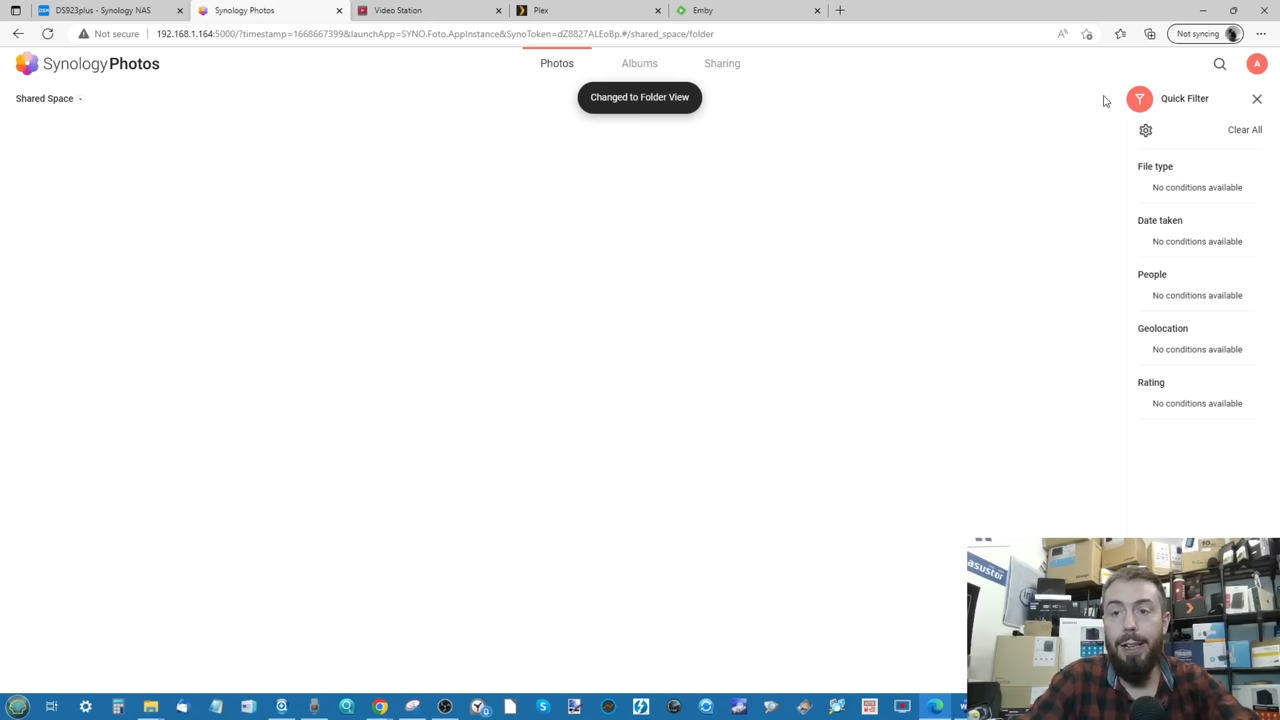 DS923plus - Synology NAS
Synology Photos
Video Station
Plex
Emby
Not secure
192.168.1.164:5000/?timestamp=1668667399&launchApp=SYNO.Foto.AppInstance&SynoToken=dZ8827ALEoBp.#/shared_space/folder
Not syncing
Synology Photos
Photos
Albums
Sharing
A
Shared Space
Changed to Folder View
Quick Filter
Clear All
File type
No conditions available
Date taken
No conditions available
People
No conditions available
Geolocation
No conditions available
Rating
No conditions available
asustor